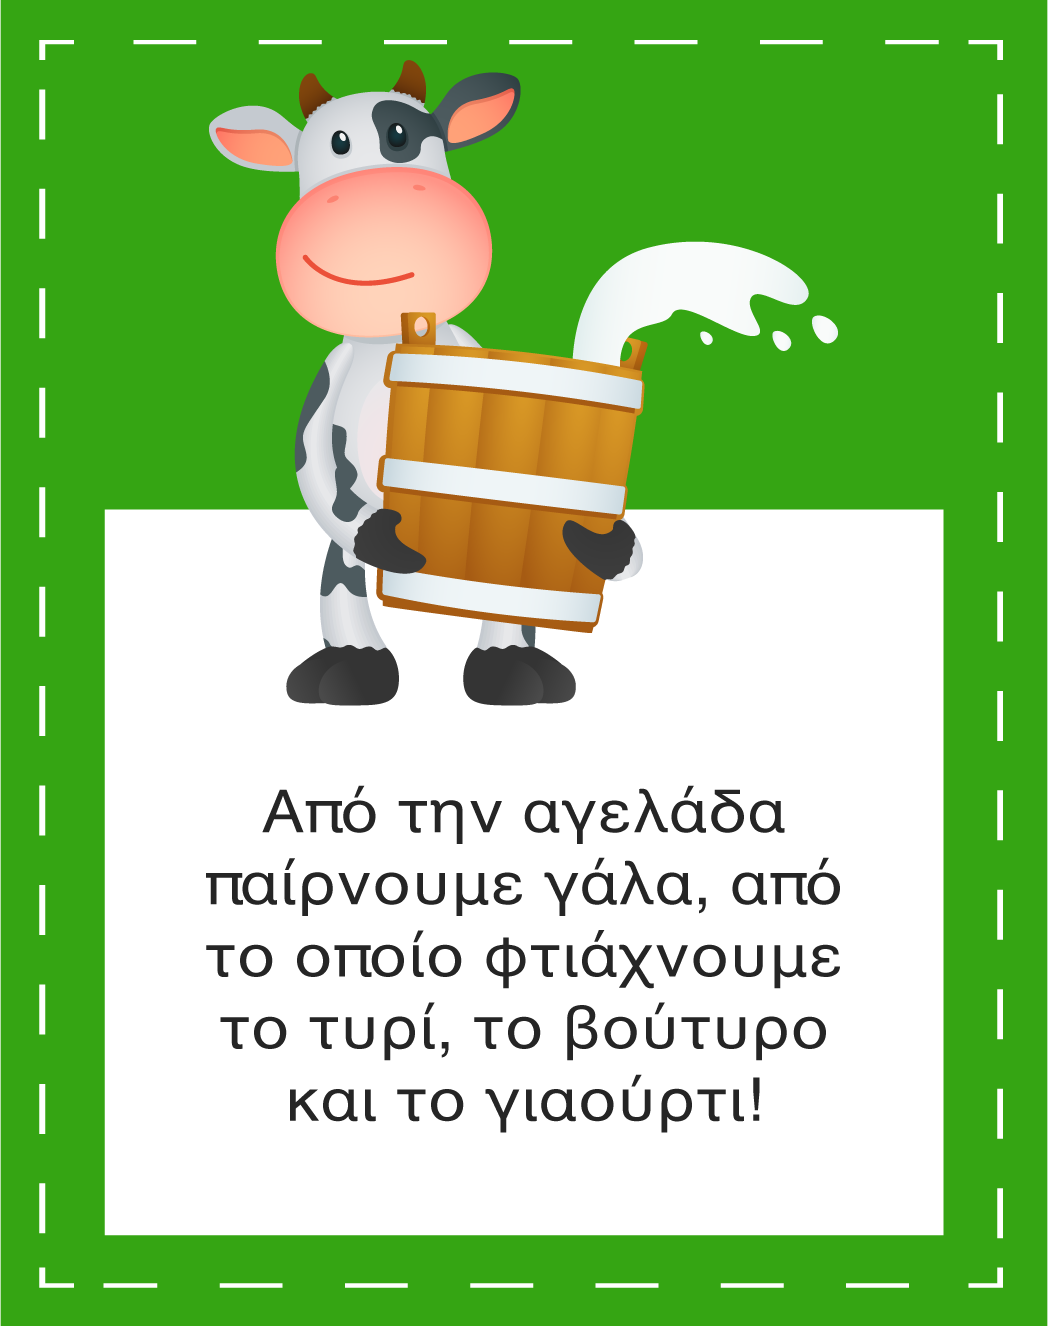 Από την αγελάδα
παίρνουμε γάλα, από
το οποίο φτιάχνουμε
το τυρί, το βούτυρο
και το γιαούρτι!